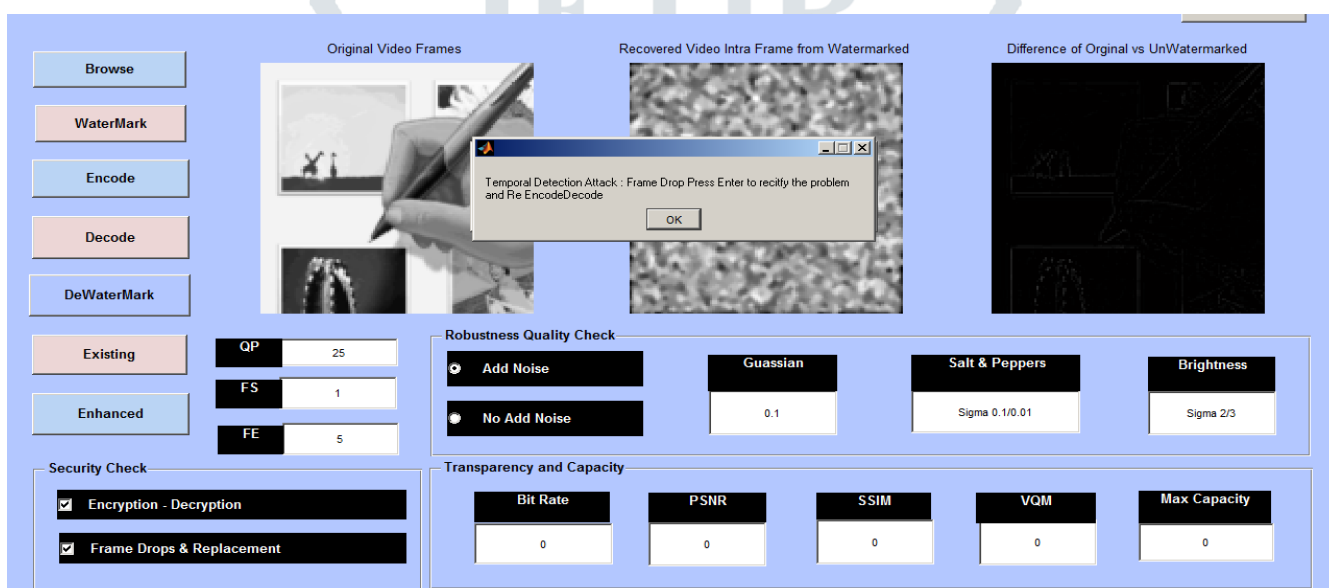 Original Video Frames
Recovered Video Intra Frame from Watermarked
Difference of Orginal vs UnWatermarked
Browse
WaterMark
Encode
Decode
DeWaterMark
Existing
Enhanced
Temporal Detection Attack : Frame Drop Press Enter to recitfy the problem
and Re EncodeDecode
OK
QP
25
FS
1
FE
5
Robustness Quality Check
Add Noise
No Add Noise
Guassian
0.1
Salt & Peppers
Sigma 0.1/0.01
Brightness
Sigma 2/3
Security Check
Encryption - Decryption
Frame Drops & Replacement
Transparency and Capacity
Bit Rate
0
PSNR
0
SSIM
0
VQM
0
Max Capacity
0